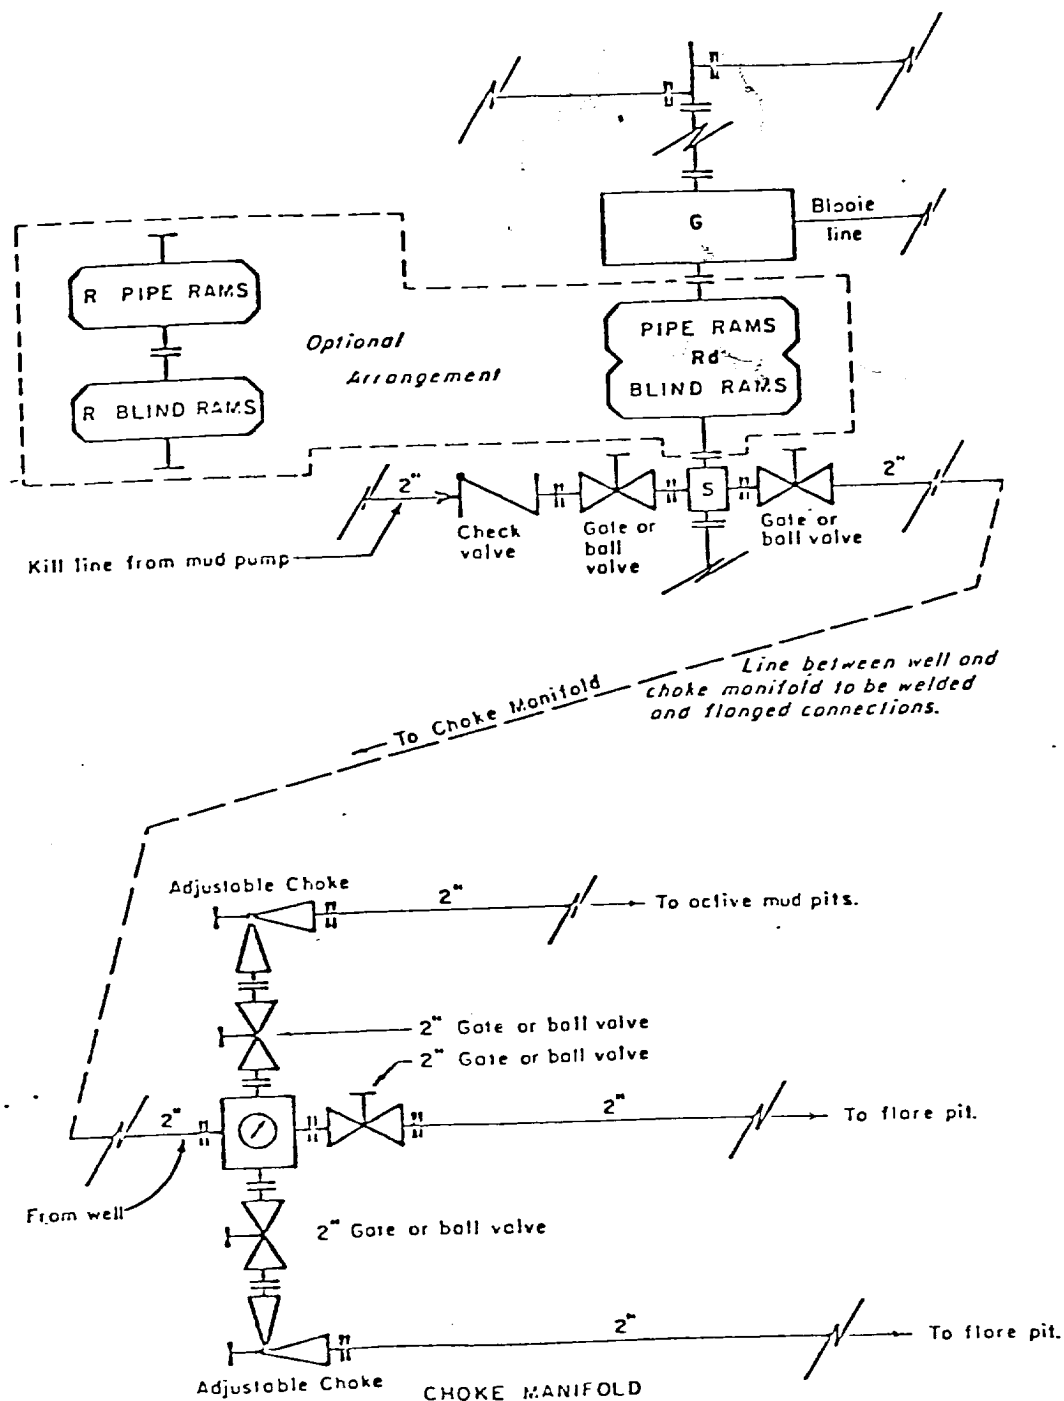 G
Blooie
line
R PIPE RAMS
R BLIND RAMS
Optional
Arrangement
PIPE RAMS
Rd
BLIND RAMS
2"
S
2"
Check
valve
Gate or
ball
valve
Gate or
ball valve
Kill line from mud pump
Line between well and
choke manifold to be welded
and flanged connections.
To Choke Manifold
Adjustable Choke
2"
To active mud pits.
2" Gate or ball valve
2" Gate or ball valve
2"
2"
To flare pit.
From well
2" Gate or ball valve
2"
To flare pit.
Adjustable Choke
CHOKE MANIFOLD